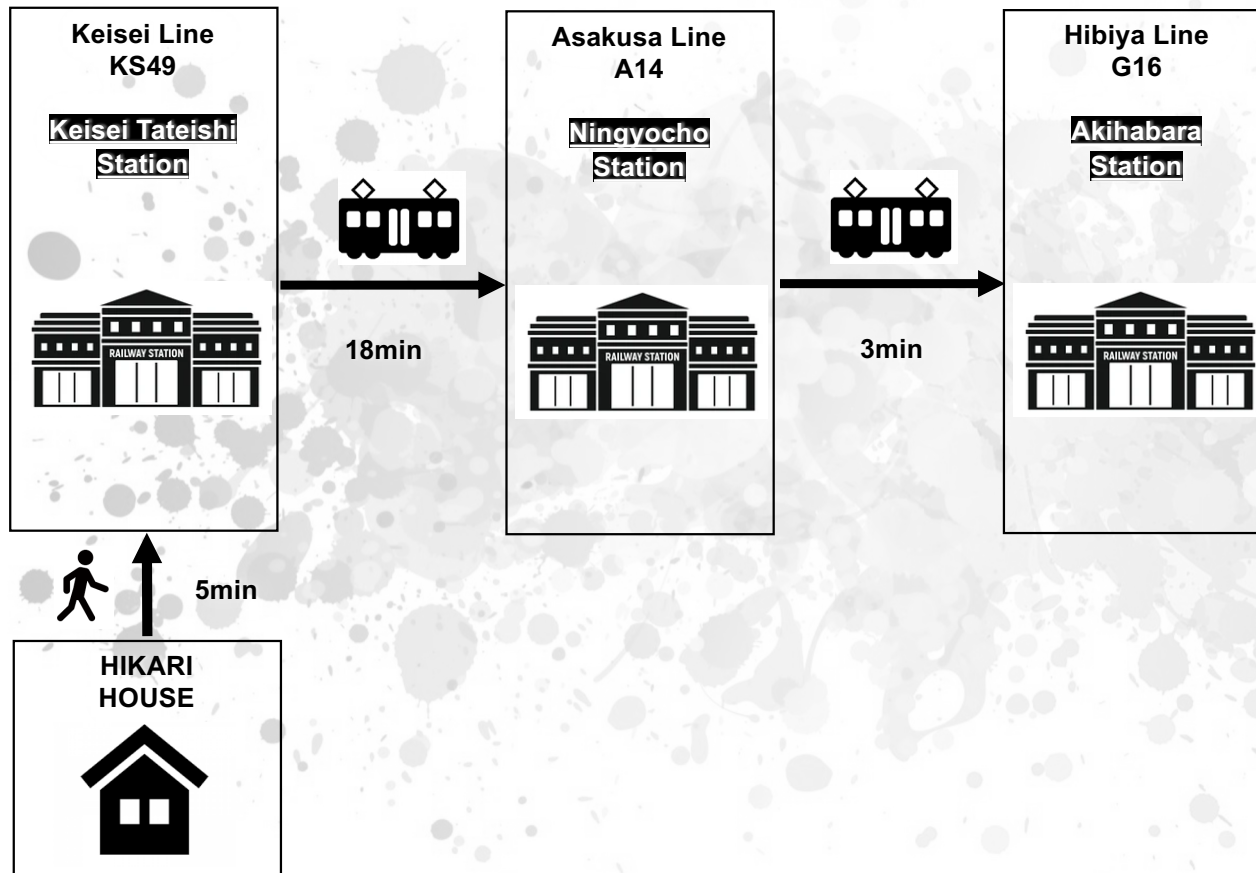 Keisei Line
KS49
Keisei Tateishi
Station
RAILWAY STATION
18min
Asakusa Line
A14
Ningyocho
Station
RAILWAY STATION
3min
Hibiya Line
G16
Akihabara
Station
RAILWAY STATION
5min
HIKARI
HOUSE